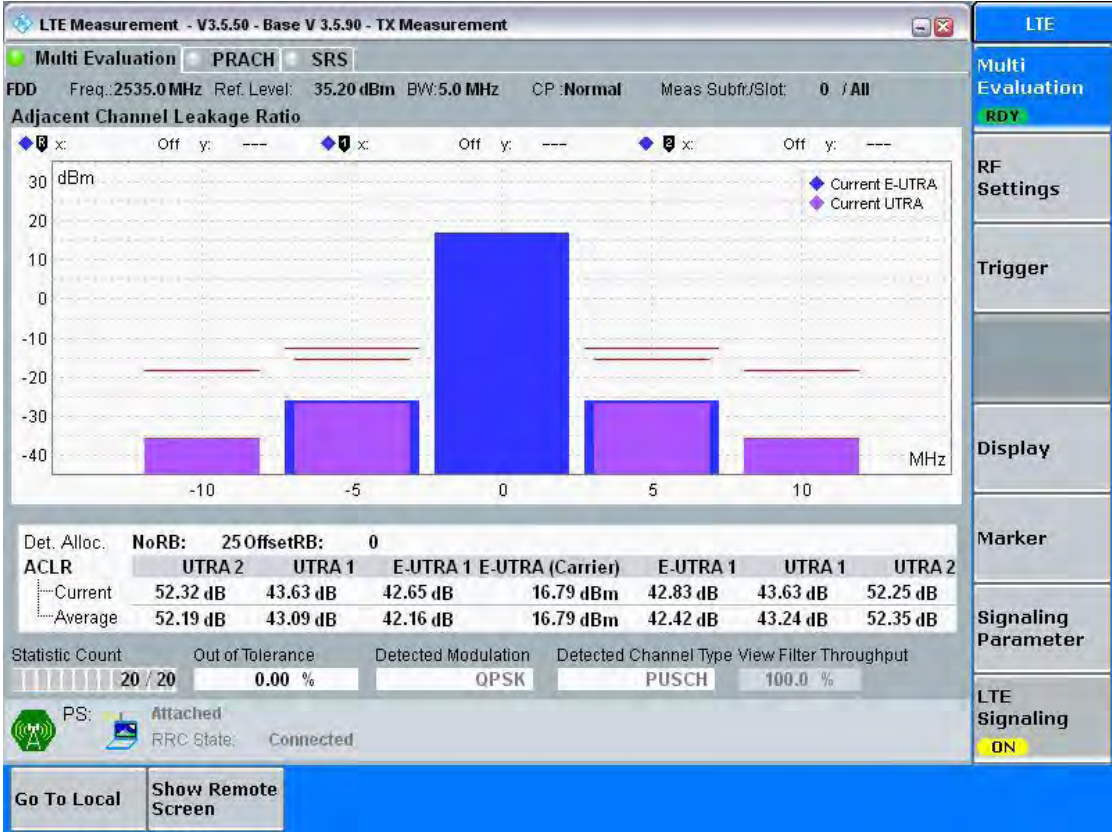 LTE Measurement - V3.5.50 - Base V 3.5.90 - TX Measurement
LTE
Multi Evaluation PRACH SRS
FDD Freq.:2535.0 MHz Ref. Level: 35.20 dBm BW:5.0 MHz CP :Normal Meas Subfr./Slot: 0 / All
Adjacent Channel Leakage Ratio
R x: Off y: --- 1 x: Off y: --- 2 x: Off y: ---
dBm
Current E-UTRA
Current UTRA
30
20
10
0
-10
-20
-30
-40
MHz
-10 -5 0 5 10
Det. Alloc. NoRB: 25 OffsetRB: 0
ACLR UTRA 2 UTRA 1 E-UTRA 1 E-UTRA (Carrier) E-UTRA 1 UTRA 1 UTRA 2
Current 52.32 dB 43.63 dB 42.65 dB 16.79 dBm 42.83 dB 43.63 dB 52.25 dB
Average 52.19 dB 43.09 dB 42.16 dB 16.79 dBm 42.42 dB 43.24 dB 52.35 dB
Statistic Count Out of Tolerance Detected Modulation Detected Channel Type View Filter Throughput
20 / 20 0.00 % QPSK PUSCH 100.0 %
PS: Attached
RRC State: Connected
Multi
Evaluation
RDY
RF
Settings
Trigger
Display
Marker
Signaling
Parameter
LTE
Signaling
ON
Go To Local
Show Remote
Screen